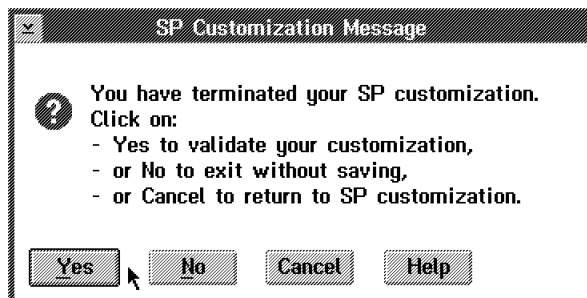 SP Customization Message
You have terminated your SP customization.
Click on:
- Yes to validate your customization,
- or No to exit without saving,
- or Cancel to return to SP customization.
Yes No Cancel Help